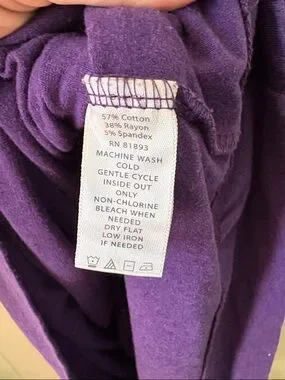 57% Cotton
38% Rayon
5% Spandex
RN 81893
MACHINE WASH
COLD
GENTLE CYCLE
INSIDE OUT
ONLY
NON-CHLORINE
BLEACH WHEN
NEEDED
DRY FLAT
LOW IRON
IF NEEDED